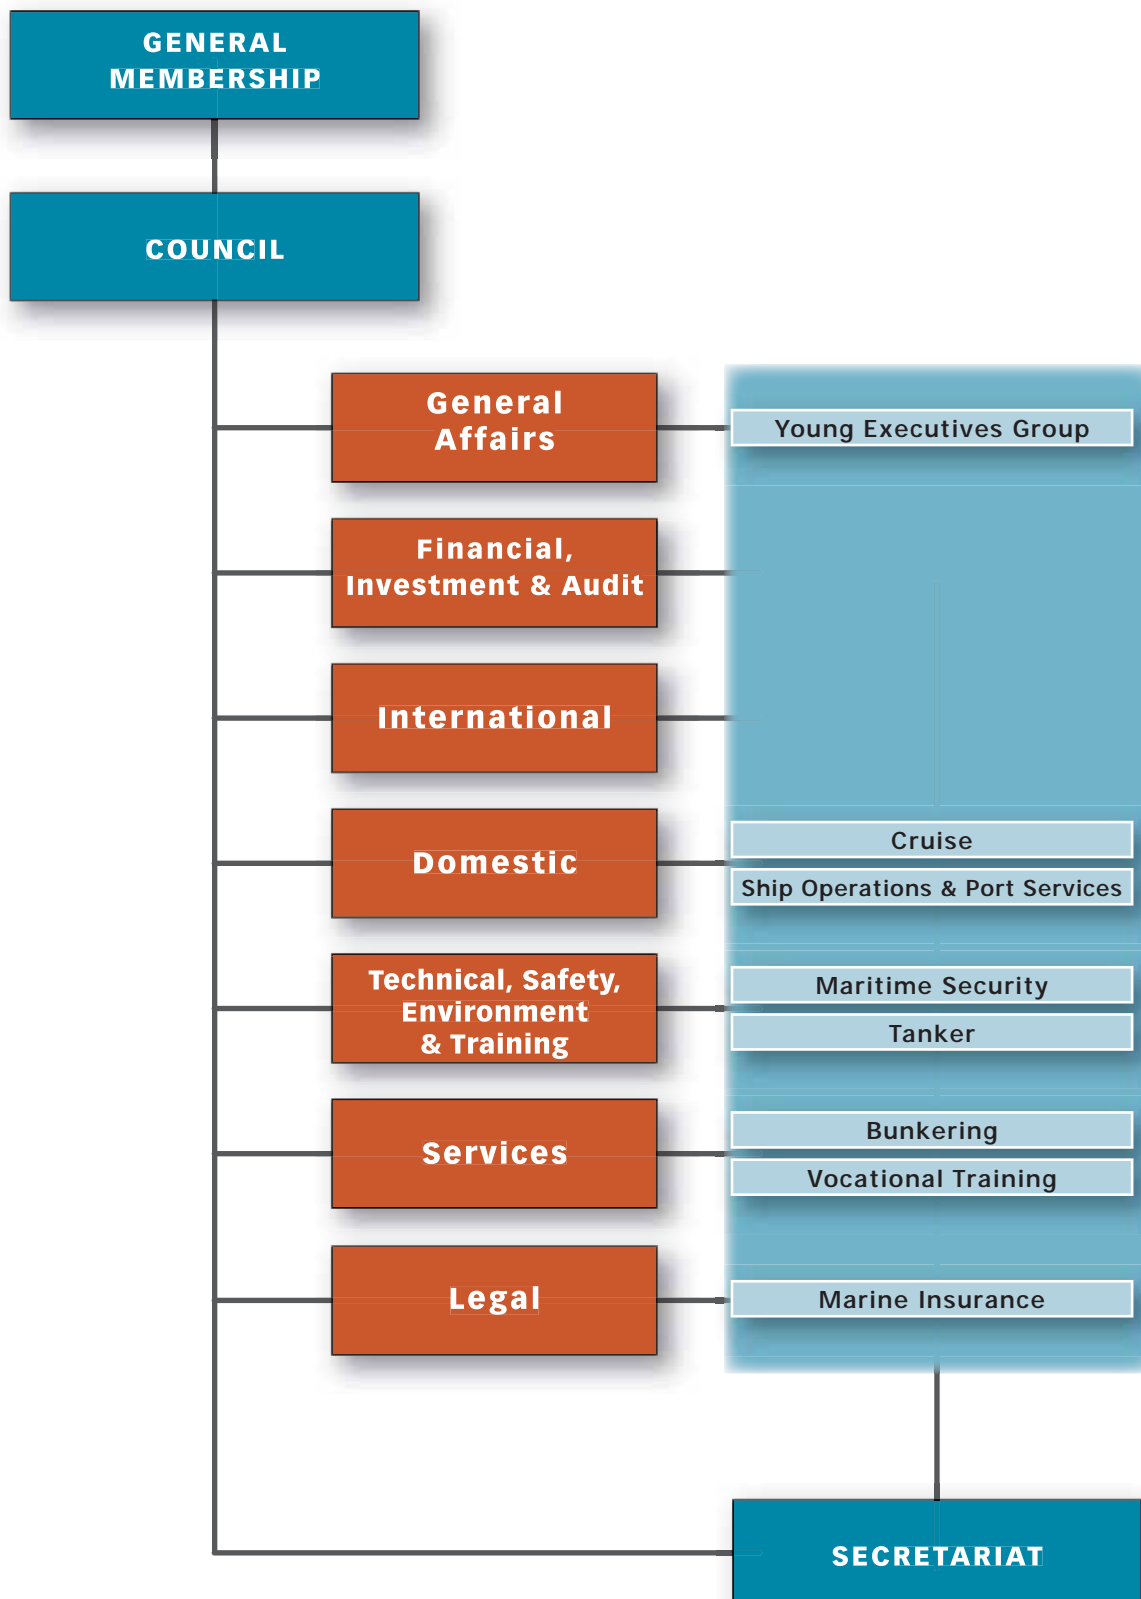 GENERAL
MEMBERSHIP
COUNCIL
General
Affairs
Young Executives Group
Financial,
Investment & Audit
International
Domestic
Cruise
Ship Operations & Port Services
Technical, Safety,
Environment
& Training
Maritime Security
Tanker
Services
Bunkering
Vocational Training
Legal
Marine Insurance
SECRETARIAT